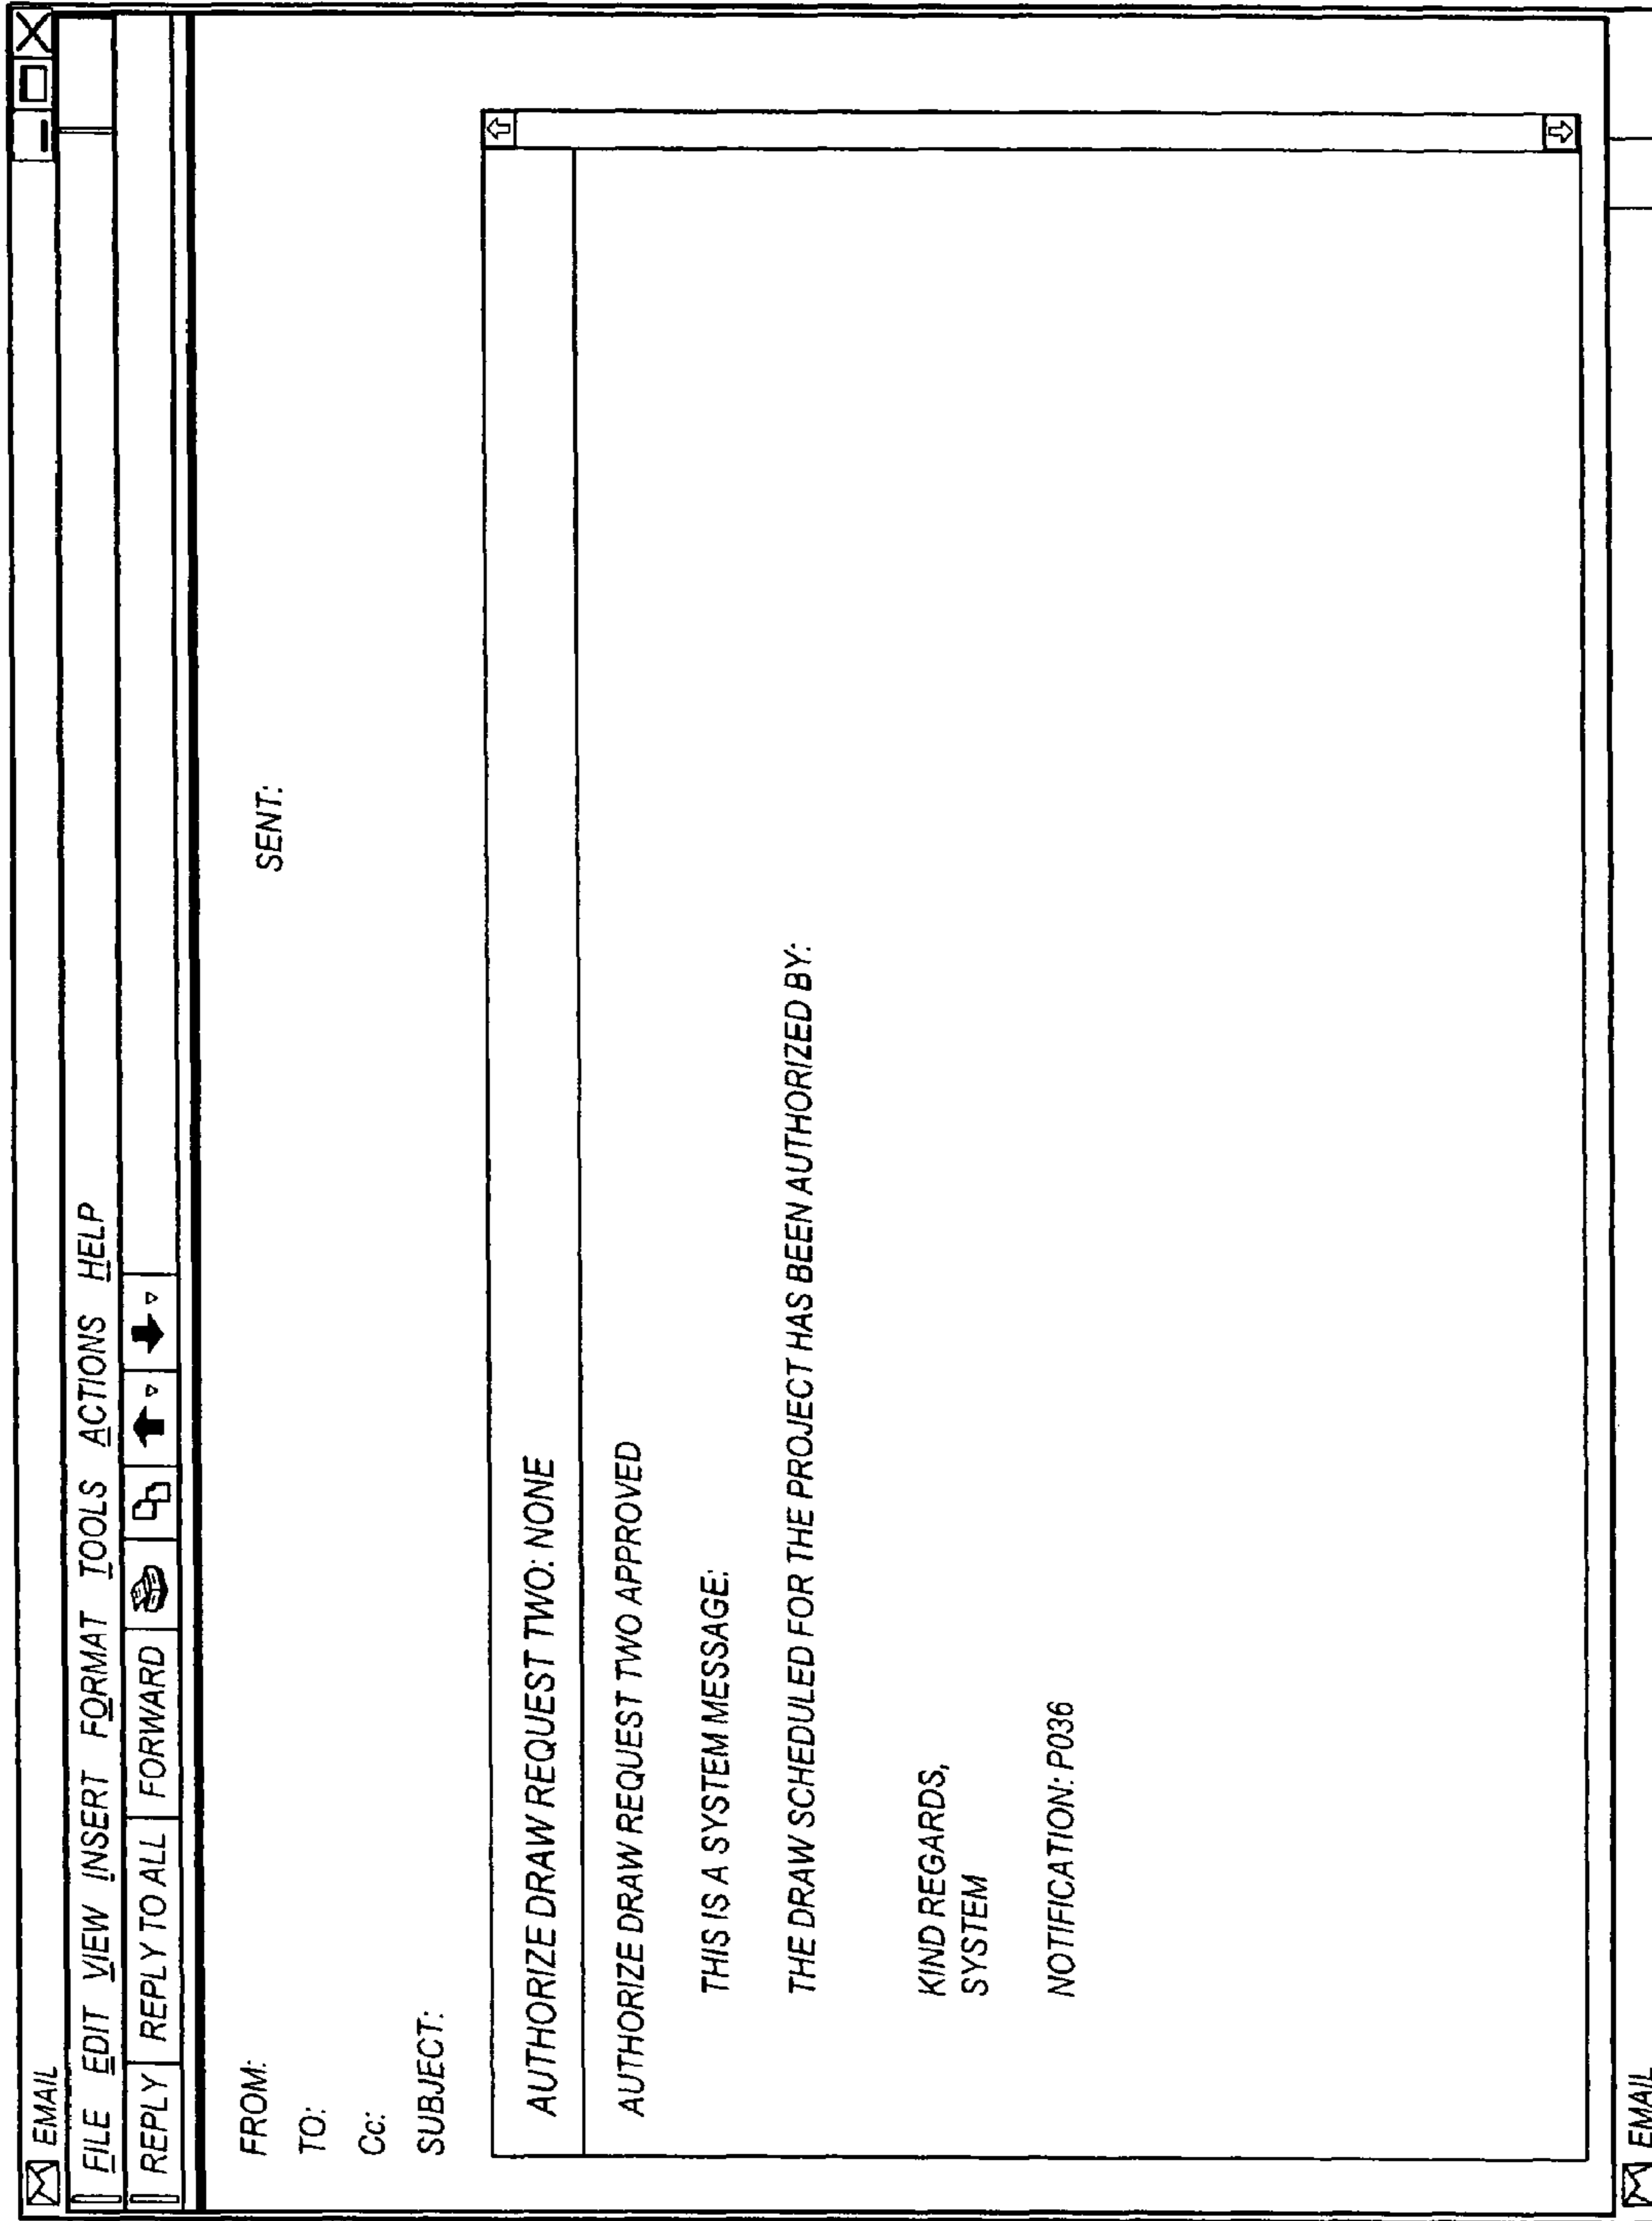 EMAIL
FILE EDIT VIEW INSERT FORMAT TOOLS ACTIONS HELP
REPLY REPLY TO ALL FORWARD
FROM: SENT:
TO:
Cc:
SUBJECT:
AUTHORIZE DRAW REQUEST TWO: NONE
AUTHORIZE DRAW REQUEST TWO APPROVED
THIS IS A SYSTEM MESSAGE:
THE DRAW SCHEDULED FOR THE PROJECT HAS BEEN AUTHORIZED BY:
KIND REGARDS,
SYSTEM
NOTIFICATION: P036
EMAIL